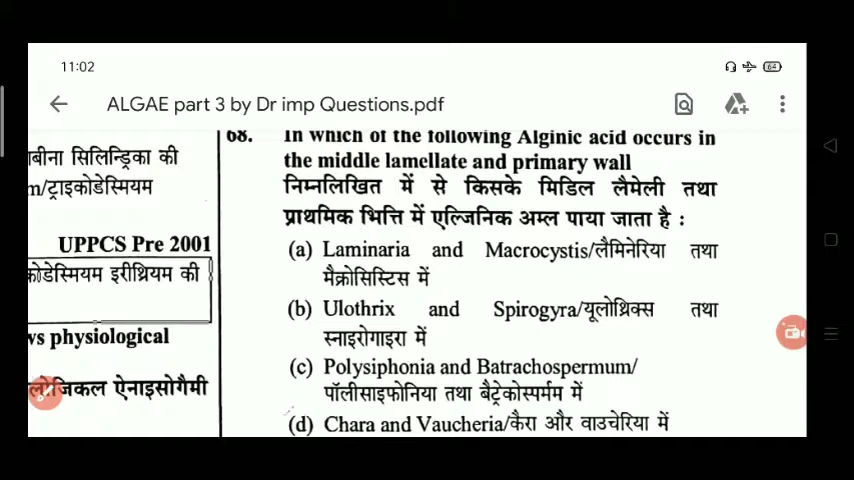 11:02
64
ALGAE part 3 by Dr imp Questions.pdf
ाबीना सिलिन्ड्रिका की
m/ट्राइकोडेस्मियम
UPPCS Pre 2001
कोडेस्मियम इरीथ्रियम की
ws physiological
लोजिकल ऐनाइसोगैमी
68. In which of the following Alginic acid occurs in
the middle lamellate and primary wall
निम्नलिखित में से किसके मिडिल लैमेली तथा
प्राथमिक भित्ति में एल्जिनिक अम्ल पाया जाता है :
(a) Laminaria and Macrocystis/लैमिनेरिया तथा
मैक्रोसिस्टिस में
(b) Ulothrix and Spirogyra/यूलोथ्रिक्स तथा
स्नाइरोगाइरा में
(c) Polysiphonia and Batrachospermum/
पॉलीसाइफोनिया तथा बैट्रेकोस्पर्मम में
(d) Chara and Vaucheria/कैरा और वाउचेरिया में